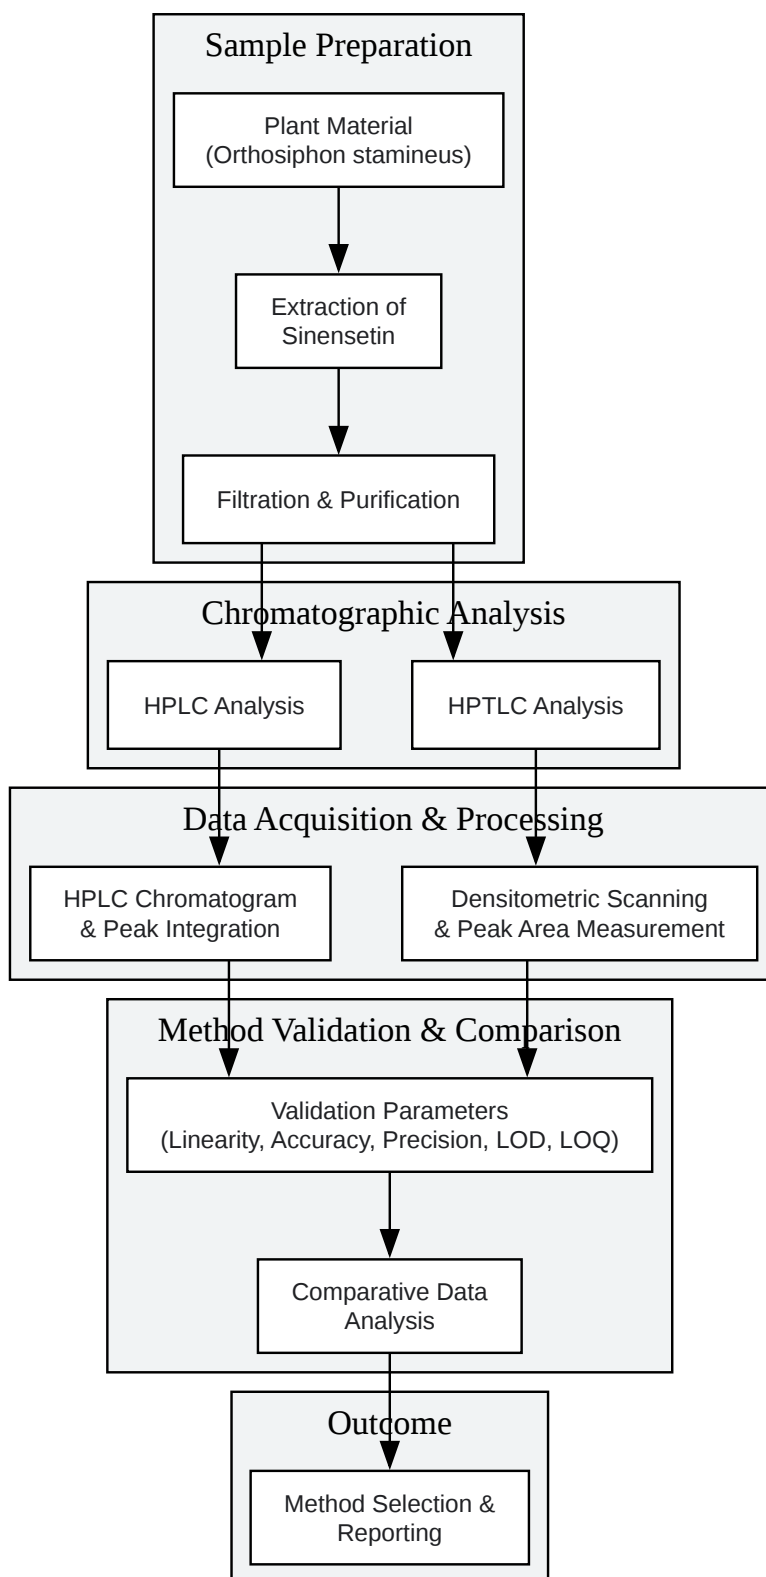 Sample Preparation
Plant Material
(Orthosiphon stamineus)
Extraction of
Sinensetin
Filtration & Purification
Chromatographic Analysis
HPLC Analysis
HPTLC Analysis
Data Acquisition & Processing
HPLC Chromatogram
& Peak Integration
Densitometric Scanning
& Peak Area Measurement
Method Validation & Comparison
Validation Parameters
(Linearity, Accuracy, Precision, LOD, LOQ)
Comparative Data
Analysis
Outcome
Method Selection &
Reporting